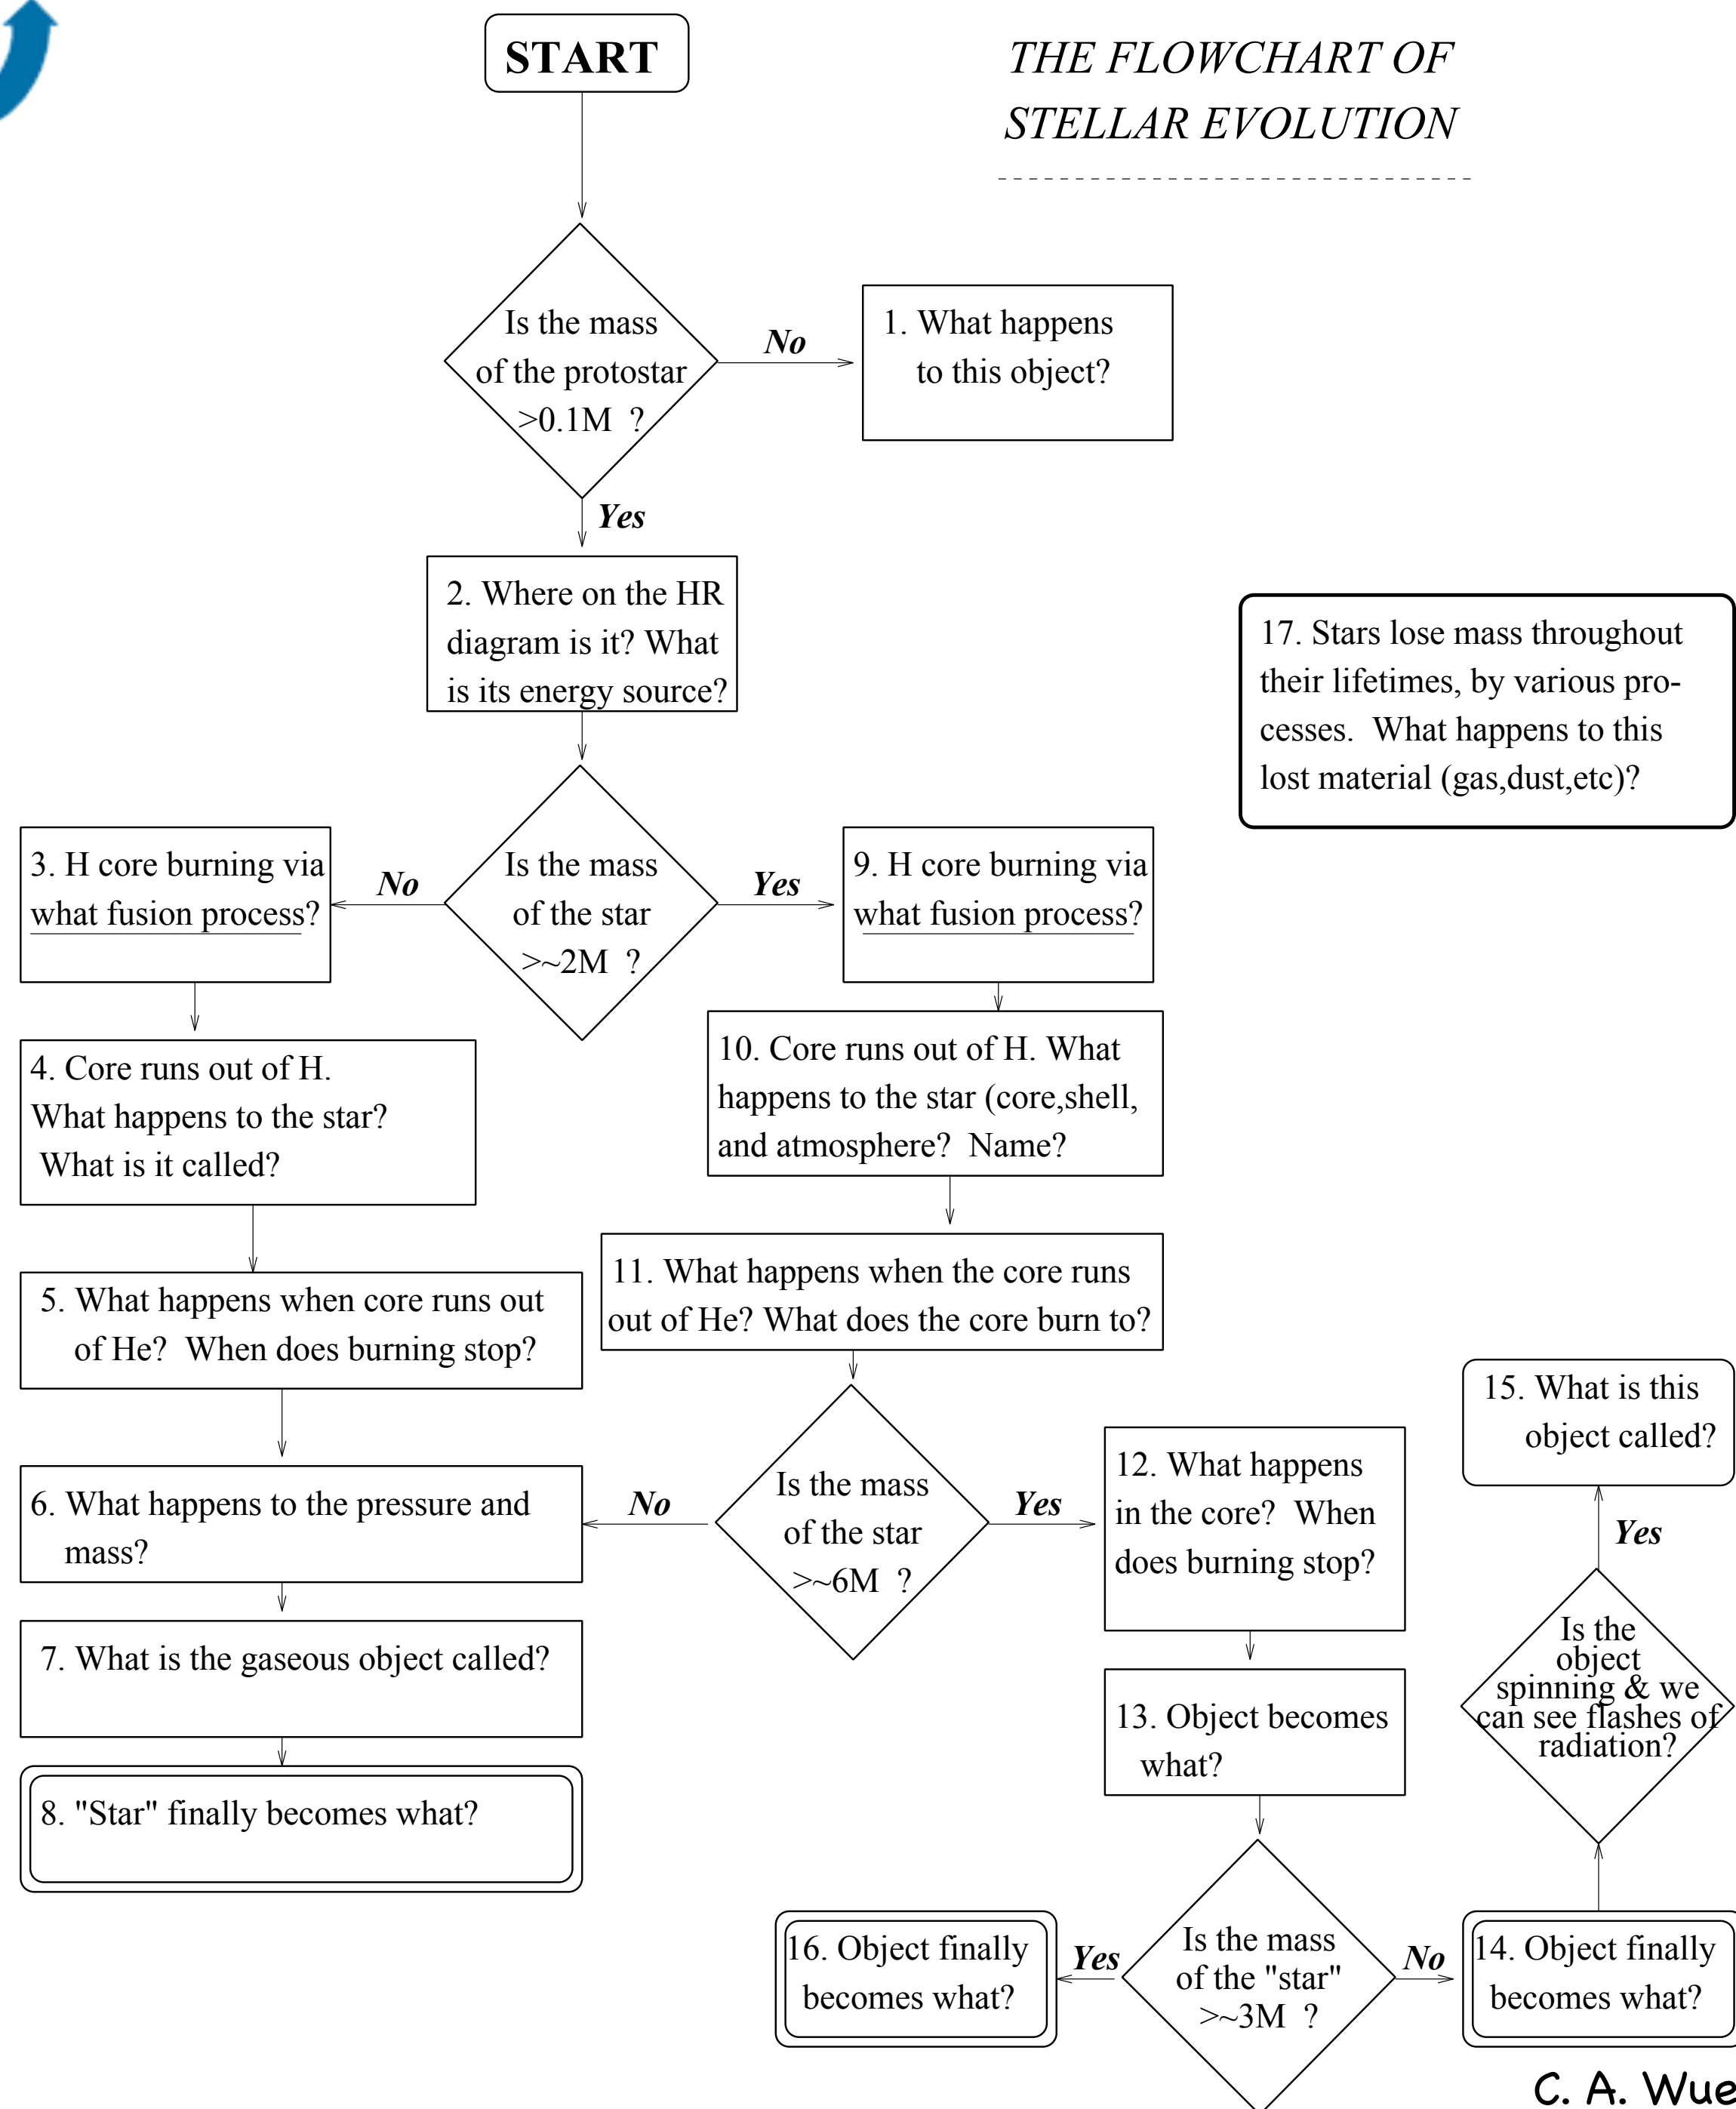 START
THE FLOWCHART OF
STELLAR EVOLUTION
Is the mass
of the protostar
>0.1M ?
No
1. What happens
to this object?
Yes
2. Where on the HR
diagram is it? What
is its energy source?
17. Stars lose mass throughout
their lifetimes, by various pro-
cesses. What happens to this
lost material (gas,dust,etc)?
3. H core burning via
what fusion process?
No
Is the mass
of the star
>~2M ?
Yes
9. H core burning via
what fusion process?
4. Core runs out of H.
What happens to the star?
What is it called?
10. Core runs out of H. What
happens to the star (core,shell,
and atmosphere? Name?
5. What happens when core runs out
of He? When does burning stop?
11. What happens when the core runs
out of He? What does the core burn to?
6. What happens to the pressure and
mass?
No
Is the mass
of the star
>~6M ?
Yes
12. What happens
in the core? When
does burning stop?
15. What is this
object called?
Yes
Is the
object
spinning & we
can see flashes of
radiation?
7. What is the gaseous object called?
13. Object becomes
what?
8. "Star" finally becomes what?
16. Object finally
becomes what?
Yes
Is the mass
of the "star"
>~3M ?
No
14. Object finally
becomes what?
C. A. Wue